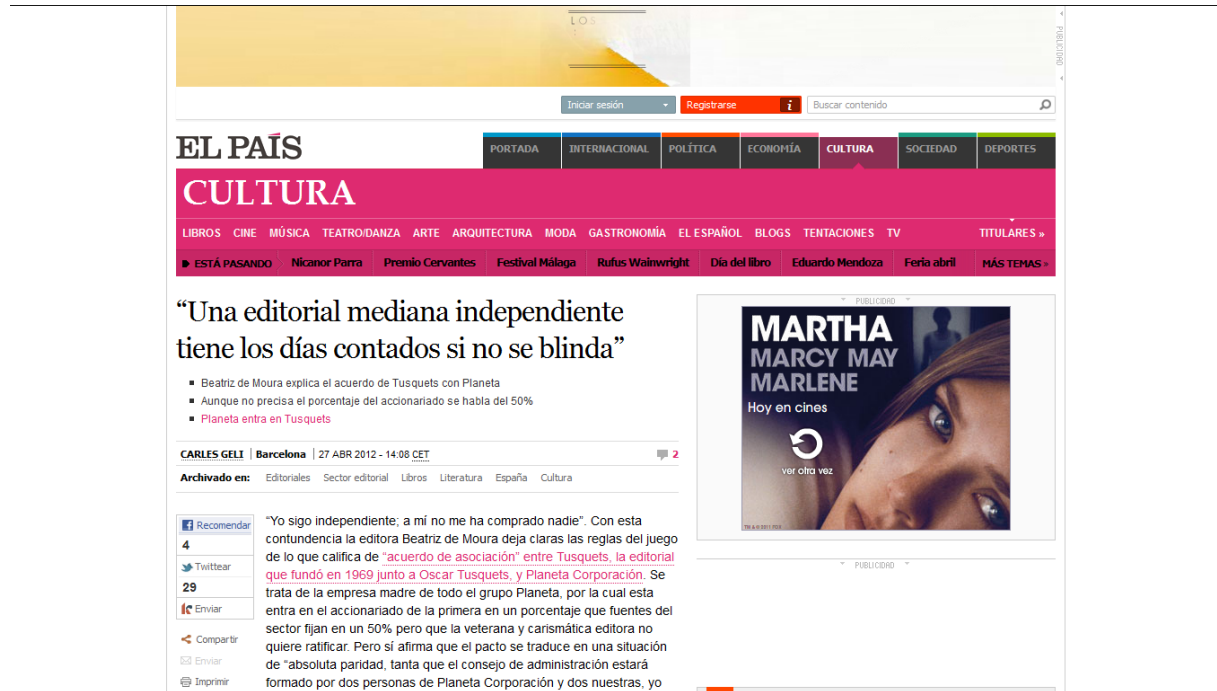 LOS
PUBLICIDAD
Iniciar sesión
Registrarse
i
Buscar contenido
EL PAÍS
PORTADA
INTERNACIONAL
POLÍTICA
ECONOMÍA
CULTURA
SOCIEDAD
DEPORTES
CULTURA
LIBROS CINE MÚSICA TEATRO/DANZA ARTE ARQUITECTURA MODA GASTRONOMÍA EL ESPAÑOL BLOGS TENTACIONES TV TITULARES »
ESTÁ PASANDO Nicanor Parra Premio Cervantes Festival Málaga Rufus Wainwright Día del libro Eduardo Mendoza Feria abril MÁS TEMAS »
“Una editorial mediana independiente
tiene los días contados si no se blinda”
Beatriz de Moura explica el acuerdo de Tusquets con Planeta
Aunque no precisa el porcentaje del accionariado se habla del 50%
Planeta entra en Tusquets
CARLES GELI | Barcelona | 27 ABR 2012 - 14:08 CET
2
Archivado en: Editoriales Sector editorial Libros Literatura España Cultura
Recomendar
4
Twittear
29
Enviar
Compartir
Enviar
Imprimir
“Yo sigo independiente; a mí no me ha comprado nadie”. Con esta
contundencia la editora Beatriz de Moura deja claras las reglas del juego
de lo que califica de “acuerdo de asociación” entre Tusquets, la editorial
que fundó en 1969 junto a Oscar Tusquets, y Planeta Corporación. Se
trata de la empresa madre de todo el grupo Planeta, por la cual esta
entra en el accionariado de la primera en un porcentaje que fuentes del
sector fijan en un 50% pero que la veterana y carismática editora no
quiere ratificar. Pero sí afirma que el pacto se traduce en una situación
de “absoluta paridad, tanta que el consejo de administración estará
formado por dos personas de Planeta Corporación y dos nuestras, yo
PUBLICIDAD
MARTHA
MARCY MAY
MARLENE
Hoy en cines
ver otra vez
PUBLICIDAD